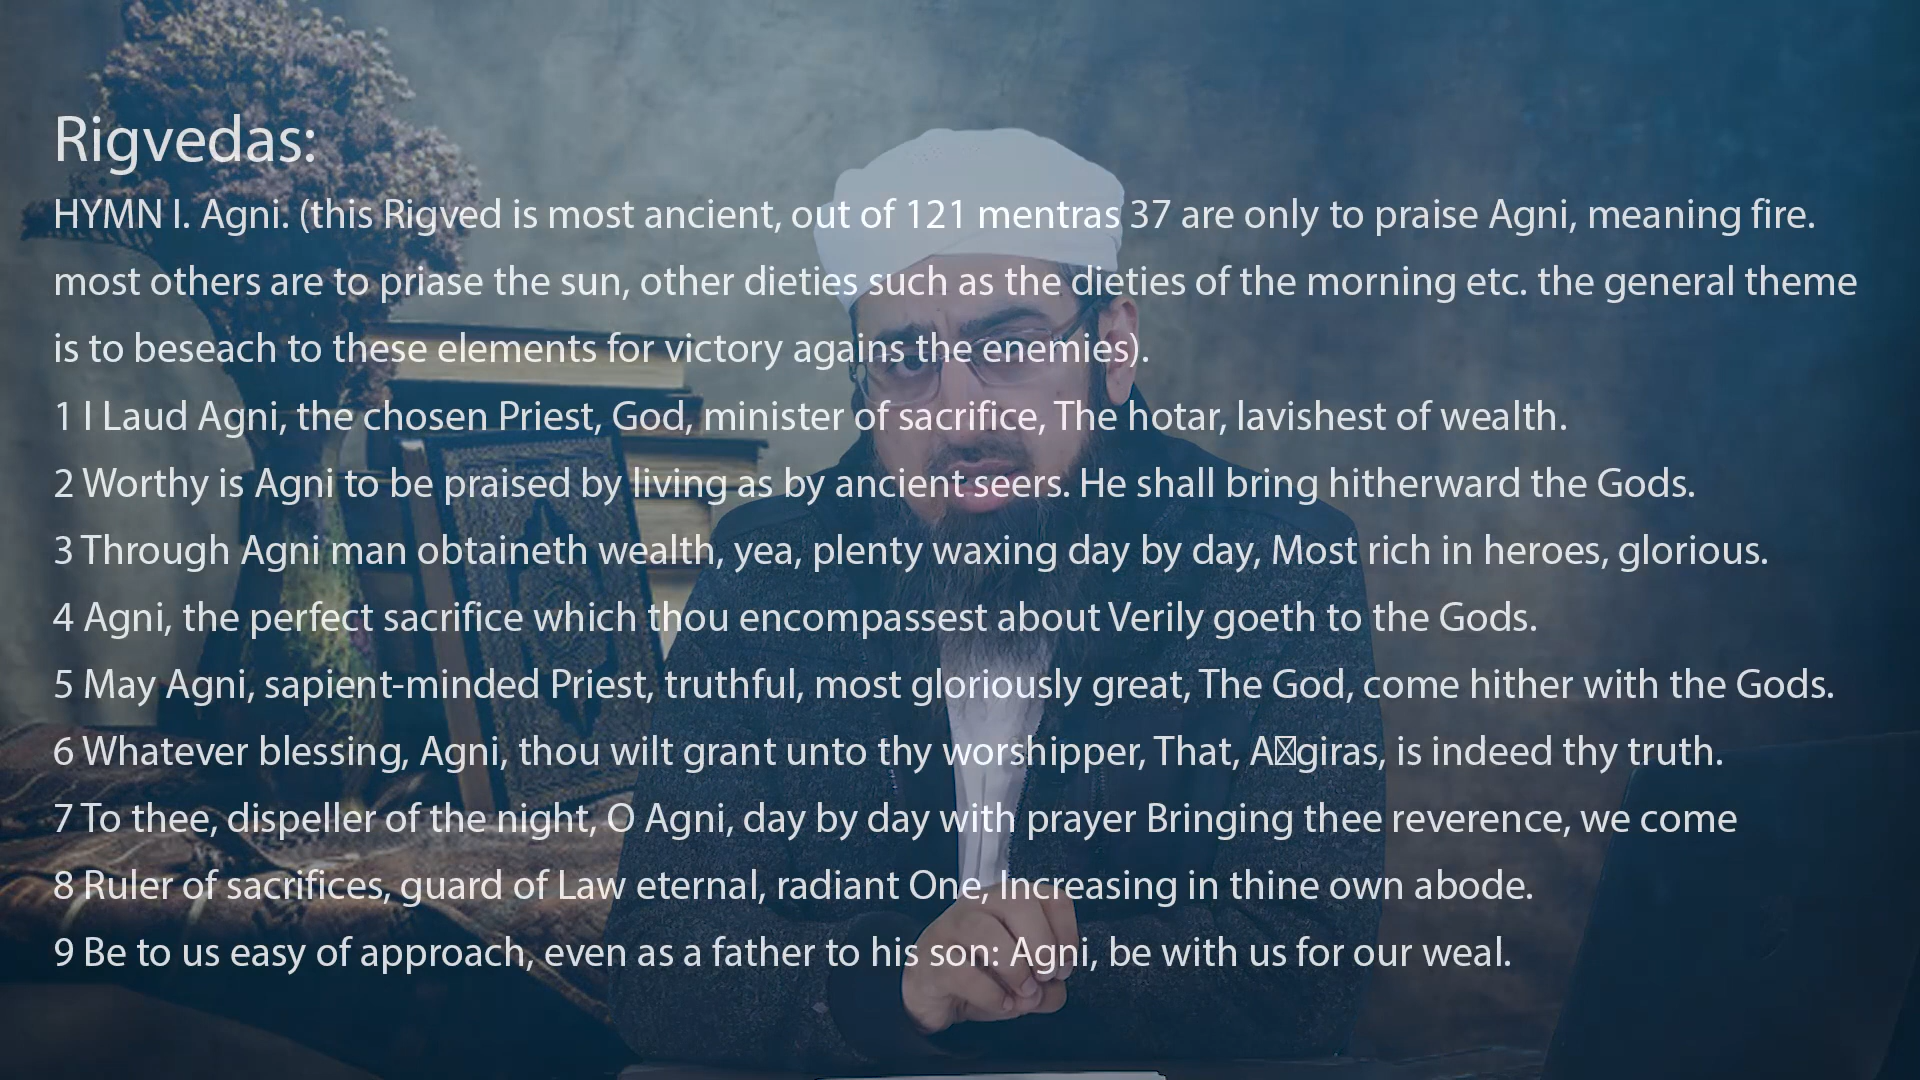 Rigvedas:
HYMN I. Agni. (this Rigved is most ancient, out of 121 mentras 37 are only to praise Agni, meaning fire.
most others are to priase the sun, other dieties such as the dieties of the morning etc. the general theme
is to beseach to these elements for victory agains the enemies).
1 I Laud Agni, the chosen Priest, God, minister of sacrifice, The hotar, lavishest of wealth.
2 Worthy is Agni to be praised by living as by ancient seers. He shall bring hitherward the Gods.
3 Through Agni man obtaineth wealth, yea, plenty waxing day by day, Most rich in heroes, glorious.
4 Agni, the perfect sacrifice which thou encompassest about Verily goeth to the Gods.
5 May Agni, sapient-minded Priest, truthful, most gloriously great, The God, come hither with the Gods.
6 Whatever blessing, Agni, thou wilt grant unto thy worshipper, That, A⍰giras, is indeed thy truth.
7 To thee, dispeller of the night, O Agni, day by day with prayer Bringing thee reverence, we come
8 Ruler of sacrifices, guard of Law eternal, radiant One, Increasing in thine own abode.
9 Be to us easy of approach, even as a father to his son: Agni, be with us for our weal.